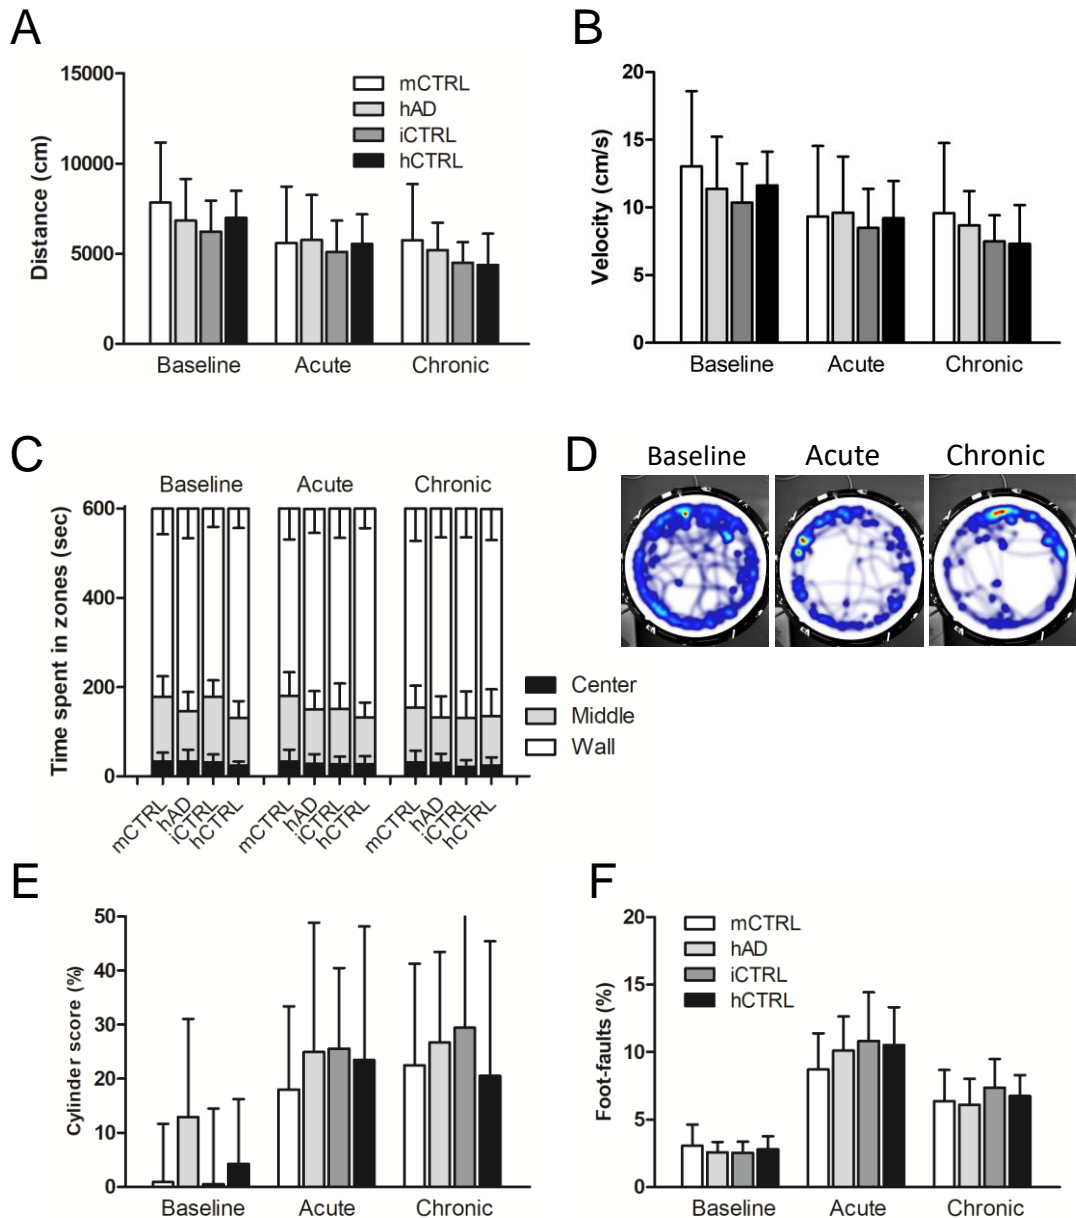 A
Distance (cm)
15000
10000
5000
0
mCTRL
hAD
iCTRL
hCTRL
Baseline Acute Chronic
B
Velocity (cm/s)
20
15
10
5
0
Baseline Acute Chronic
C
Time spent in zones (sec)
Baseline Acute Chronic
600
400
200
0
mCTRL hAD iCTRL hCTRL mCTRL hAD iCTRL hCTRL mCTRL hAD iCTRL hCTRL
Center
Middle
Wall
D
Baseline Acute Chronic
E
Cylinder score (%)
50
40
30
20
10
0
Baseline Acute Chronic
F
Foot-faults (%)
20
15
10
5
0
mCTRL
hAD
iCTRL
hCTRL
Baseline Acute Chronic